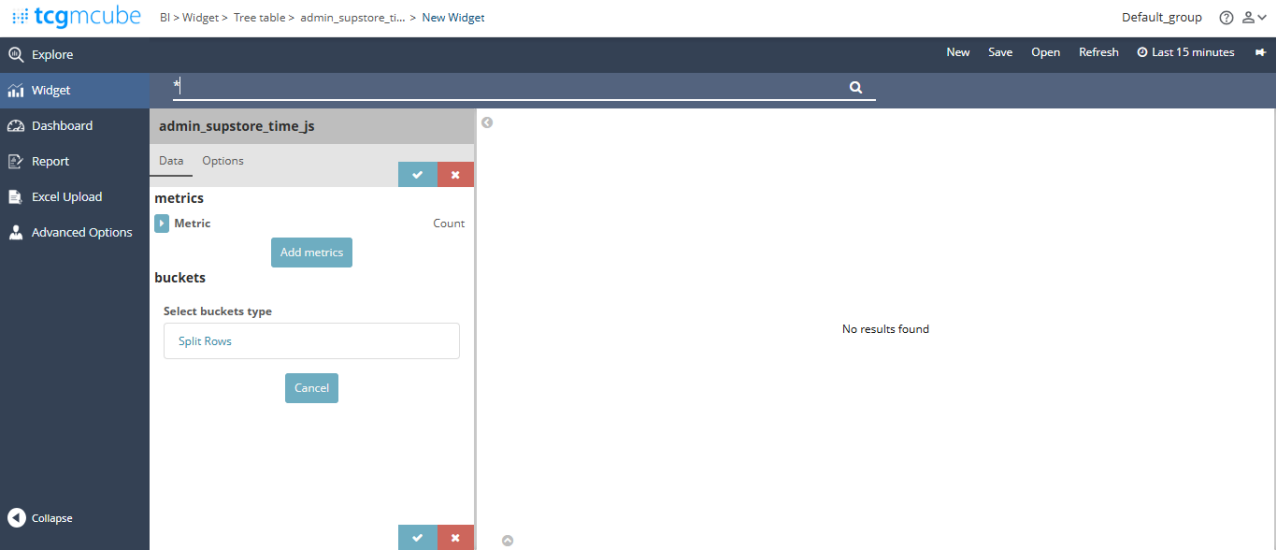 tcgmcube BI > Widget > Tree table > admin_supstore_ti... > New Widget Default_group
Explore New Save Open Refresh Last 15 minutes
Widget *
Dashboard admin_supstore_time_js
Report Data Options
Excel Upload metrics
Advanced Options Metric Count
Add metrics
buckets
Select buckets type
Split Rows
No results found
Cancel
Collapse